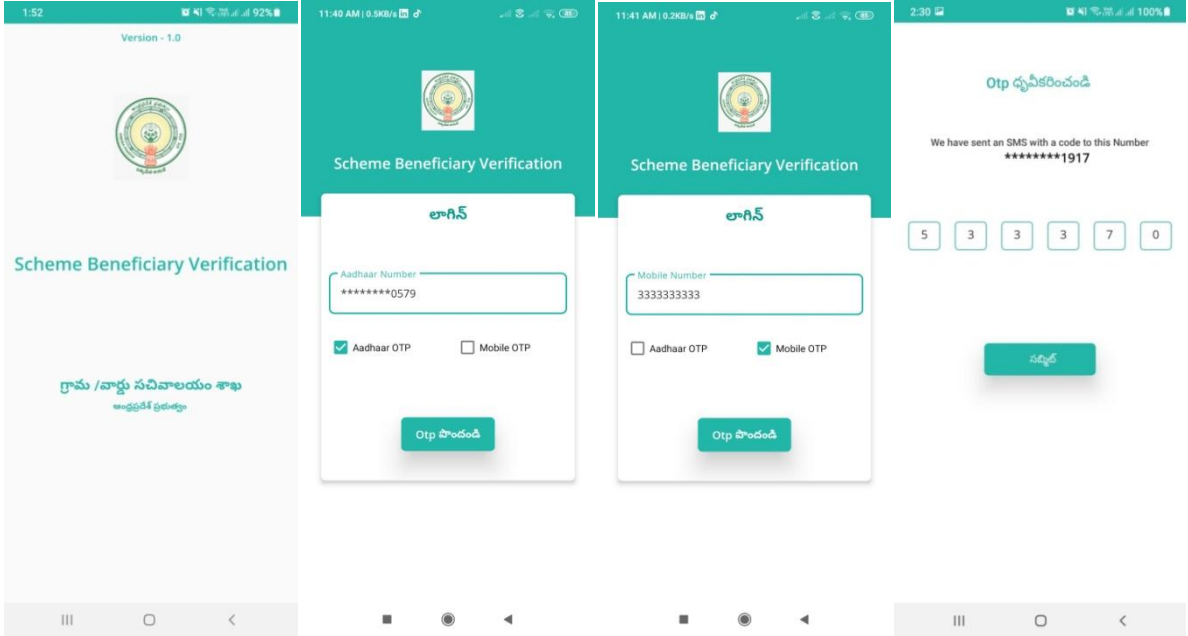 1:52 92%
Version - 1.0
Scheme Beneficiary Verification
గ్రామ /వార్డు సచివాలయం శాఖ
ఆంధ్రప్రదేశ్ ప్రభుత్వం
11:40 AM | 0.5KB/s 85
Scheme Beneficiary Verification
లాగిన్
Aadhaar Number
********0579
Aadhaar OTP Mobile OTP
Otp పొందండి
11:41 AM | 0.2KB/s 85
Scheme Beneficiary Verification
లాగిన్
Mobile Number
3333333333
Aadhaar OTP Mobile OTP
Otp పొందండి
2:30 100%
Otp ధృవీకరించండి
We have sent an SMS with a code to this Number
********1917
5 3 3 3 7 0
సబ్మిట్